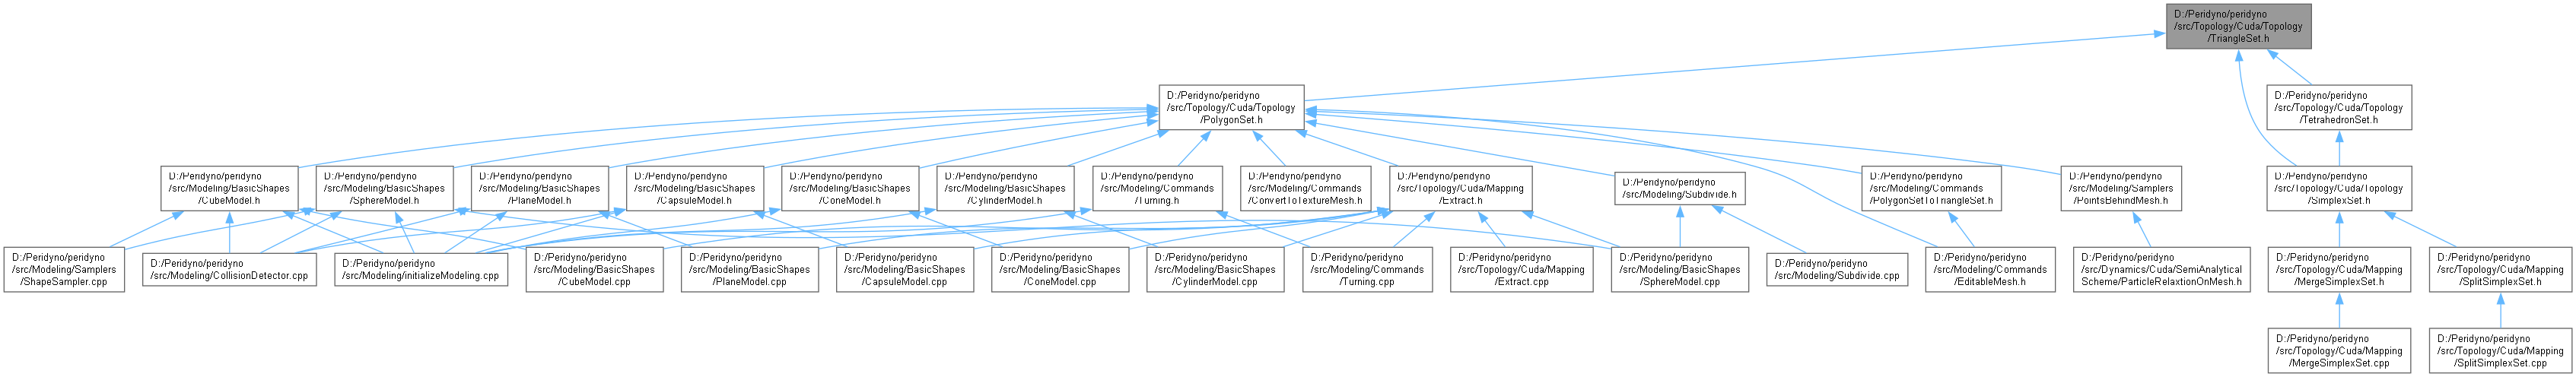 D:/Peridyno/peridyno
/src/Topology/Cuda/Topology
/TriangleSet.h
D:/Peridyno/peridyno
/src/Topology/Cuda/Topology
/PolygonSet.h
D:/Peridyno/peridyno
/src/Topology/Cuda/Topology
/TetrahedronSet.h
D:/Peridyno/peridyno
/src/Modeling/BasicShapes
/CubeModel.h
D:/Peridyno/peridyno
/src/Modeling/BasicShapes
/SphereModel.h
D:/Peridyno/peridyno
/src/Modeling/BasicShapes
/PlaneModel.h
D:/Peridyno/peridyno
/src/Modeling/BasicShapes
/CapsuleModel.h
D:/Peridyno/peridyno
/src/Modeling/BasicShapes
/ConeModel.h
D:/Peridyno/peridyno
/src/Modeling/BasicShapes
/CylinderModel.h
D:/Peridyno/peridyno
/src/Modeling/Commands
/Turning.h
D:/Peridyno/peridyno
/src/Modeling/Commands
/ConvertToTextureMesh.h
D:/Peridyno/peridyno
/src/Topology/Cuda/Mapping
/Extract.h
D:/Peridyno/peridyno
/src/Modeling/Subdivide.h
D:/Peridyno/peridyno
/src/Modeling/Commands
/PolygonSetToTriangleSet.h
D:/Peridyno/peridyno
/src/Modeling/Samplers
/PointsBehindMesh.h
D:/Peridyno/peridyno
/src/Topology/Cuda/Topology
/SimplexSet.h
D:/Peridyno/peridyno
/src/Modeling/Samplers
/ShapeSampler.cpp
D:/Peridyno/peridyno
/src/Modeling/CollisionDetector.cpp
D:/Peridyno/peridyno
/src/Modeling/initializeModeling.cpp
D:/Peridyno/peridyno
/src/Modeling/BasicShapes
/CubeModel.cpp
D:/Peridyno/peridyno
/src/Modeling/BasicShapes
/PlaneModel.cpp
D:/Peridyno/peridyno
/src/Modeling/BasicShapes
/CapsuleModel.cpp
D:/Peridyno/peridyno
/src/Modeling/BasicShapes
/ConeModel.cpp
D:/Peridyno/peridyno
/src/Modeling/BasicShapes
/CylinderModel.cpp
D:/Peridyno/peridyno
/src/Modeling/Commands
/Turning.cpp
D:/Peridyno/peridyno
/src/Topology/Cuda/Mapping
/Extract.cpp
D:/Peridyno/peridyno
/src/Modeling/BasicShapes
/SphereModel.cpp
D:/Peridyno/peridyno
/src/Modeling/Subdivide.cpp
D:/Peridyno/peridyno
/src/Modeling/Commands
/EditableMesh.h
D:/Peridyno/peridyno
/src/Dynamics/Cuda/SemiAnalytical
Scheme/ParticleRelaxtionOnMesh.h
D:/Peridyno/peridyno
/src/Topology/Cuda/Mapping
/MergeSimplexSet.h
D:/Peridyno/peridyno
/src/Topology/Cuda/Mapping
/SplitSimplexSet.h
D:/Peridyno/peridyno
/src/Topology/Cuda/Mapping
/MergeSimplexSet.cpp
D:/Peridyno/peridyno
/src/Topology/Cuda/Mapping
/SplitSimplexSet.cpp